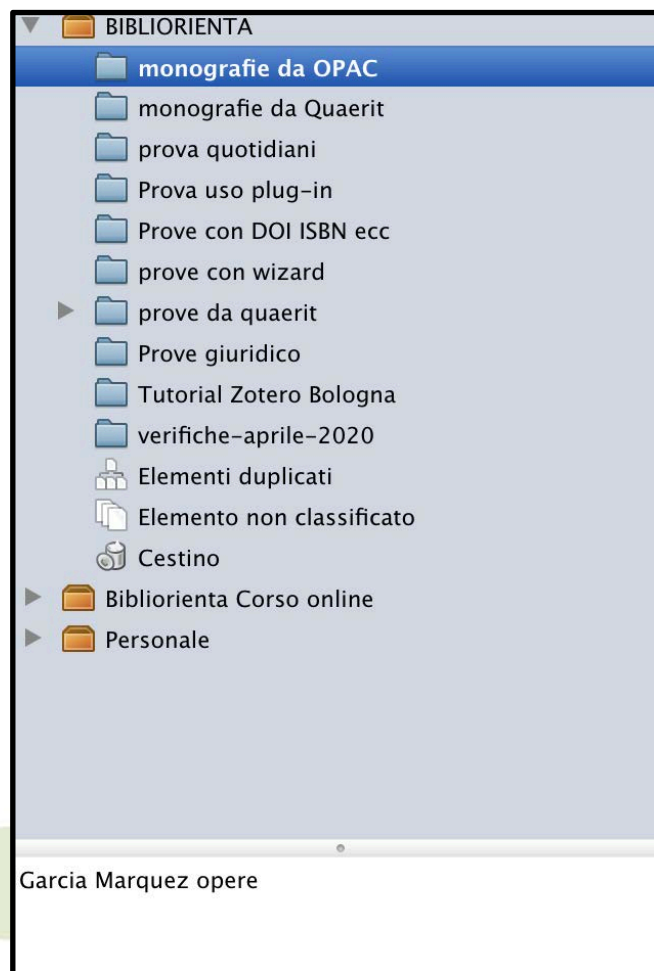 BIBLIORIENTA
monografie da OPAC
monografie da Quaerit
prova quotidiani
Prova uso plug-in
Prove con DOI ISBN ecc
prove con wizard
prove da quaerit
Prove giuridico
Tutorial Zotero Bologna
verifiche-aprile-2020
Elementi duplicati
Elemento non classificato
Cestino
Bibliorienta Corso online
Personale
Garcia Marquez opere